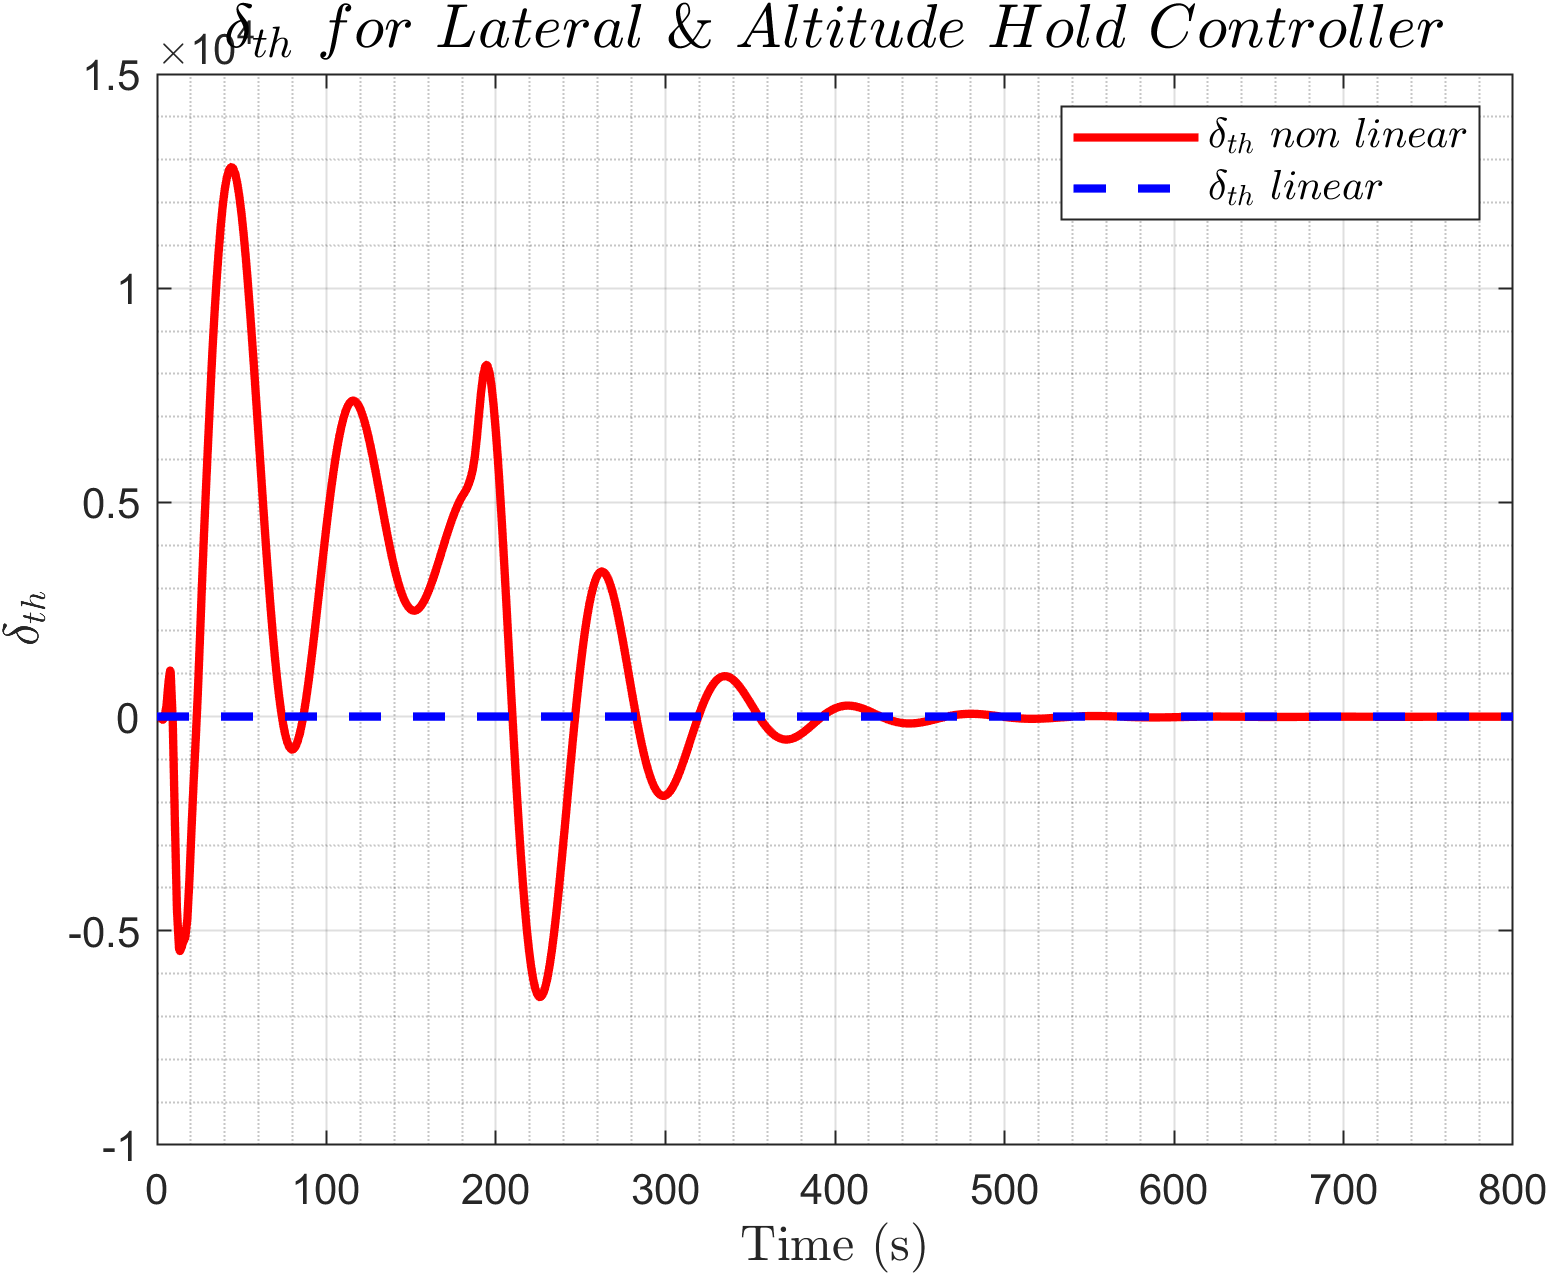 δth for Lateral & Altitude Hold Controller
×10⁴
1.5
1
0.5
0
-0.5
-1
δth
δth non linear
δth linear
0 100 200 300 400 500 600 700 800
Time (s)